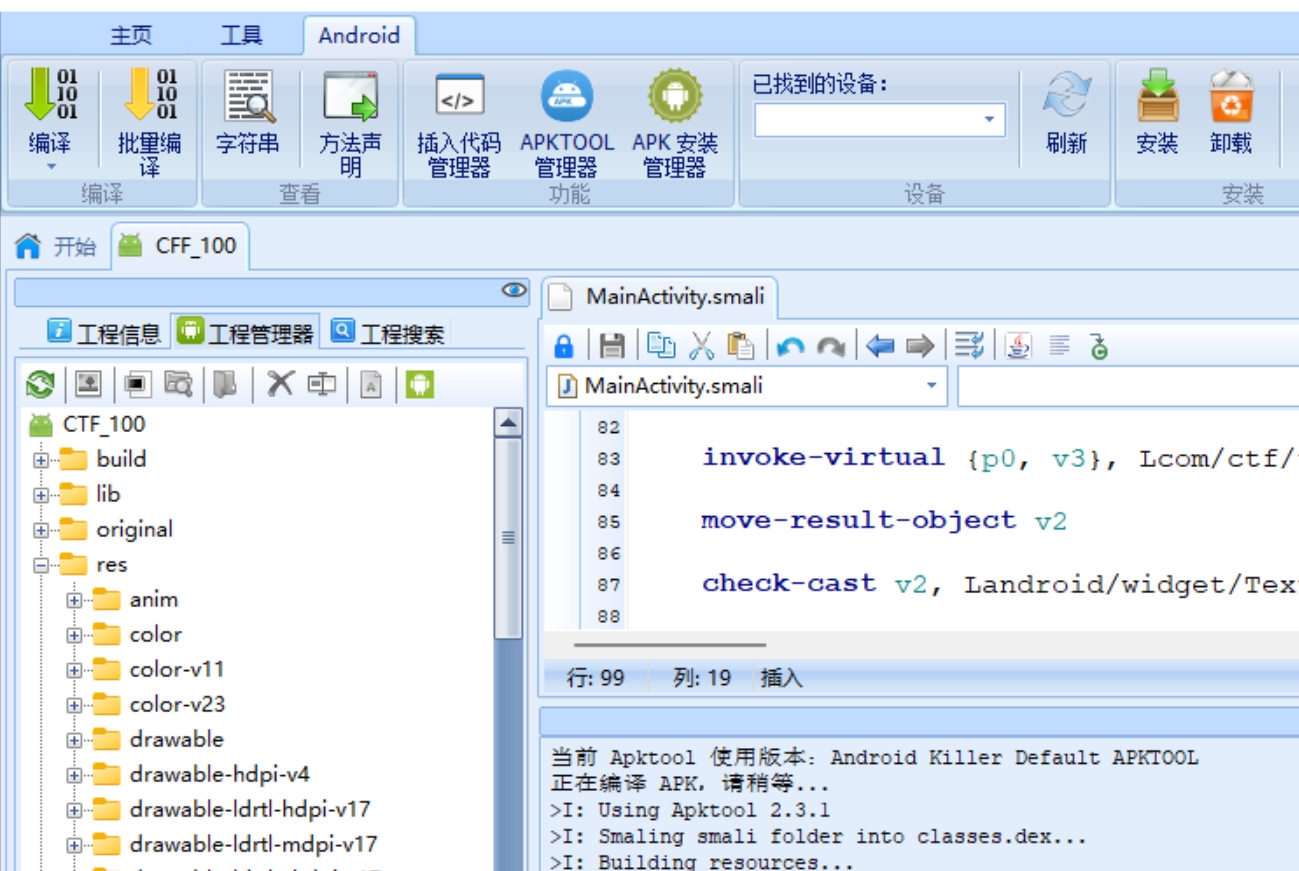 主页 工具 Android
01 10 01 01 10 01
编译 批量编译 字符串 方法声明 插入代码管理器 APKTOOL管理器 APK 安装管理器 已找到的设备： 刷新 安装 卸载
编译 查看 功能 设备 安装
开始 CFF_100
工程信息 工程管理器 工程搜索
CTF_100
build
lib
original
res
anim
color
color-v11
color-v23
drawable
drawable-hdpi-v4
drawable-ldrtl-hdpi-v17
drawable-ldrtl-mdpi-v17
MainActivity.smali
MainActivity.smali
82
83 invoke-virtual {p0, v3}, Lcom/ctf/
84
85 move-result-object v2
86
87 check-cast v2, Landroid/widget/Tex
88
行: 99 列: 19 插入
当前 Apktool 使用版本: Android Killer Default APKTOOL
正在编译 APK，请稍等...
>I: Using Apktool 2.3.1
>I: Smaling smali folder into classes.dex...
>I: Building resources...